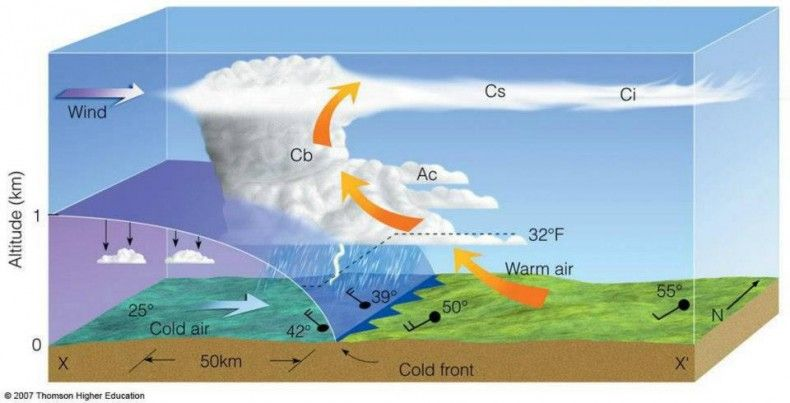 Cs
Ci
Wind
Cb
Ac
Altitude (km)
1
32°F
Warm air
25°
39°
50°
55°
Cold air
42°
N
0
X
50km
Cold front
X'
© 2007 Thomson Higher Education